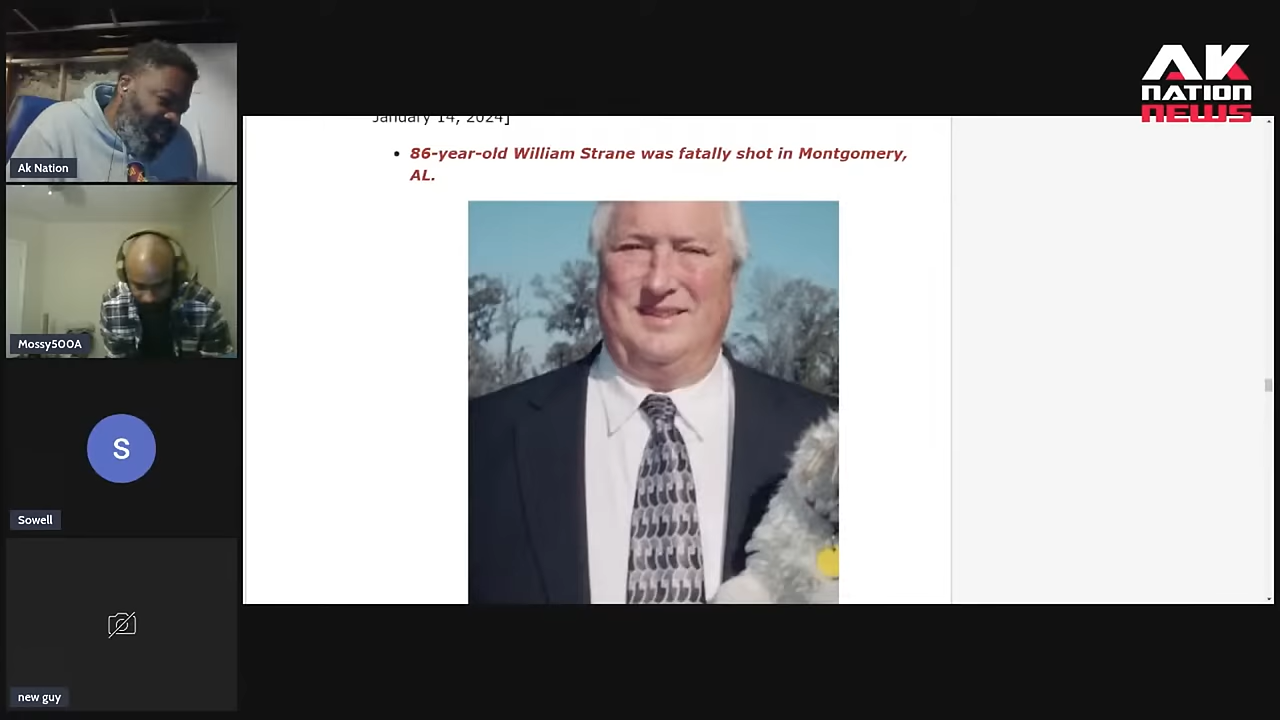 AK
NATION
NEWS
January 14, 2024]
• 86-year-old William Strane was fatally shot in Montgomery,
AL.
Ak Nation
Mossy500A
S
Sowell
new guy